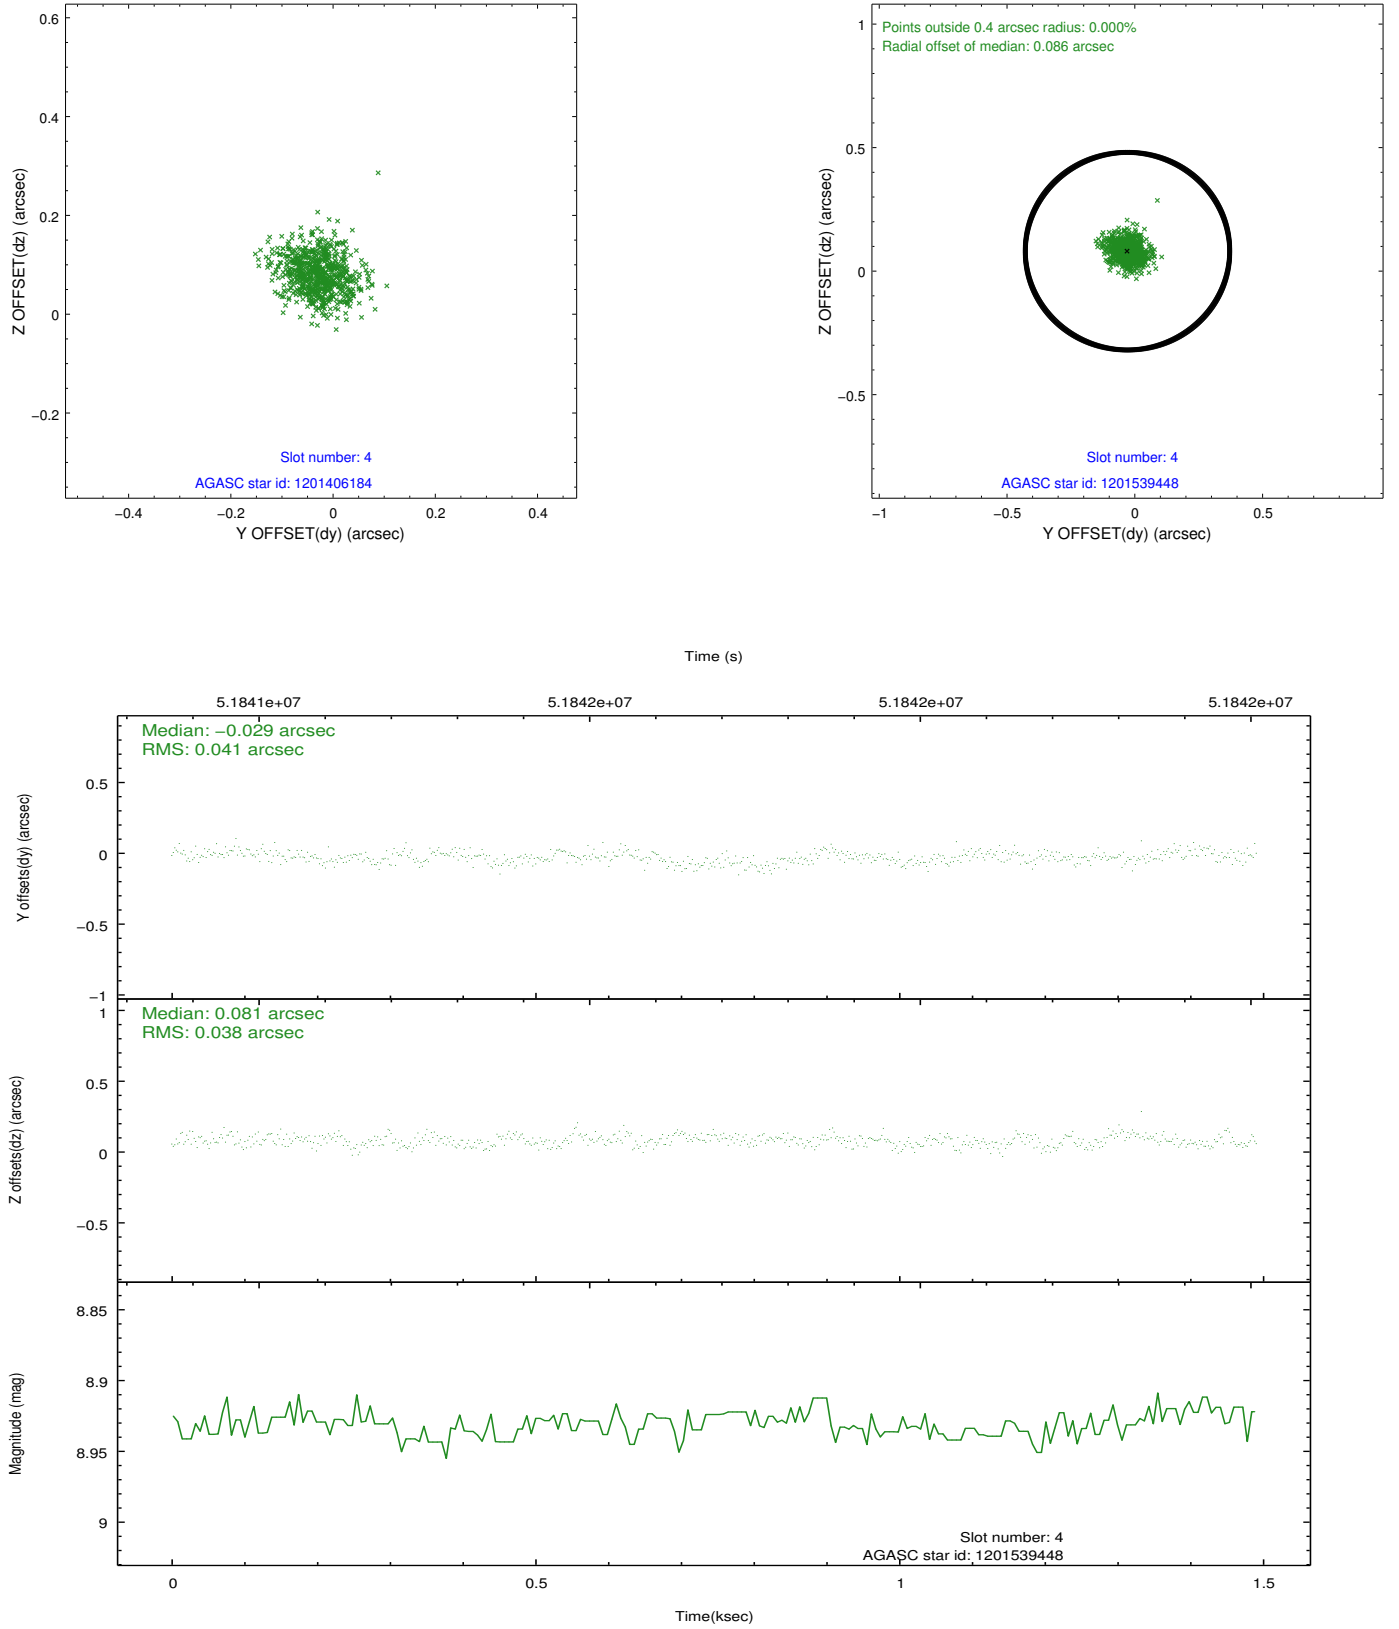 0.6
0.4
0.2
0
−0.2
Z OFFSET(dz) (arcsec)
Slot number: 4
AGASC star id: 1201406184
−0.4
−0.2
0
0.2
0.4
Y OFFSET(dy) (arcsec)
Points outside 0.4 arcsec radius: 0.000%
Radial offset of median: 0.086 arcsec
1
0.5
0
−0.5
Z OFFSET(dz) (arcsec)
Slot number: 4
AGASC star id: 1201539448
−1
−0.5
0
0.5
Y OFFSET(dy) (arcsec)
Time (s)
5.1841e+07
5.1842e+07
5.1842e+07
5.1842e+07
Median: −0.029 arcsec
RMS: 0.041 arcsec
0.5
0
−0.5
−1
Y offsets(dy) (arcsec)
Median: 0.081 arcsec
RMS: 0.038 arcsec
1
0.5
0
−0.5
Z offsets(dz) (arcsec)
8.85
8.9
8.95
9
Magnitude (mag)
Slot number: 4
AGASC star id: 1201539448
0
0.5
1
1.5
Time(ksec)